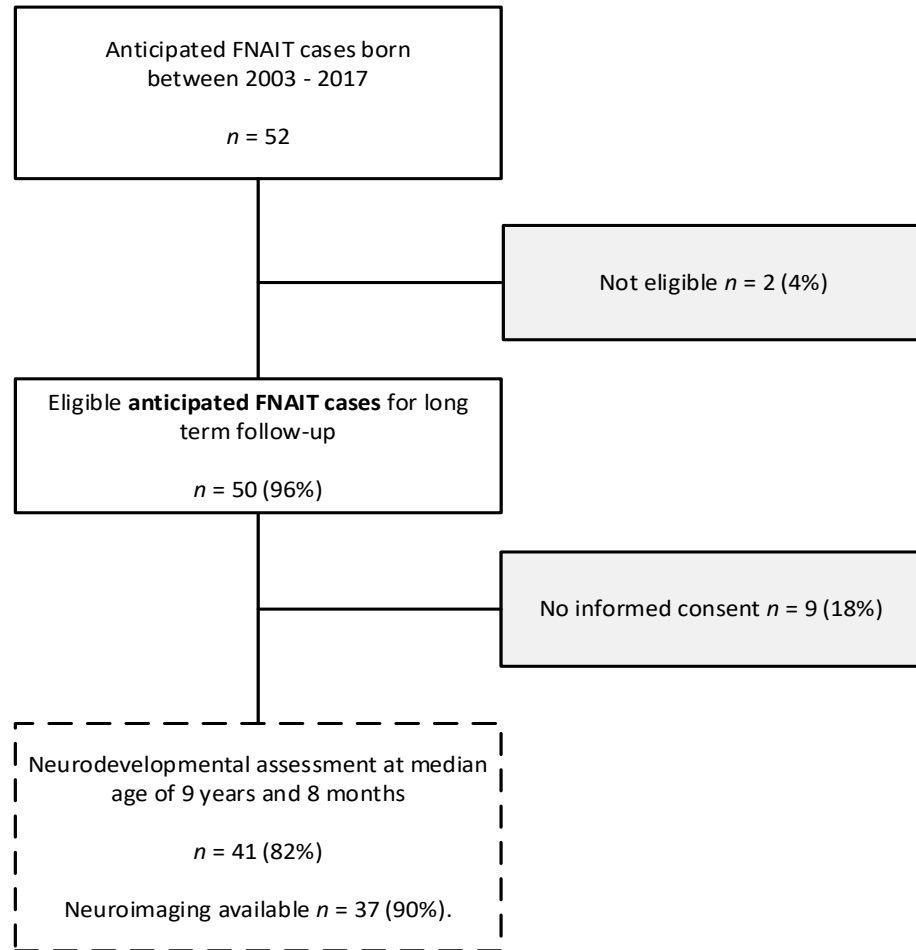 Anticipated FNAIT cases born
between 2003 - 2017
n = 52
Not eligible n = 2 (4%)
Eligible anticipated FNAIT cases for long
term follow-up
n = 50 (96%)
No informed consent n = 9 (18%)
Neurodevelopmental assessment at median
age of 9 years and 8 months
n = 41 (82%)
Neuroimaging available n = 37 (90%).